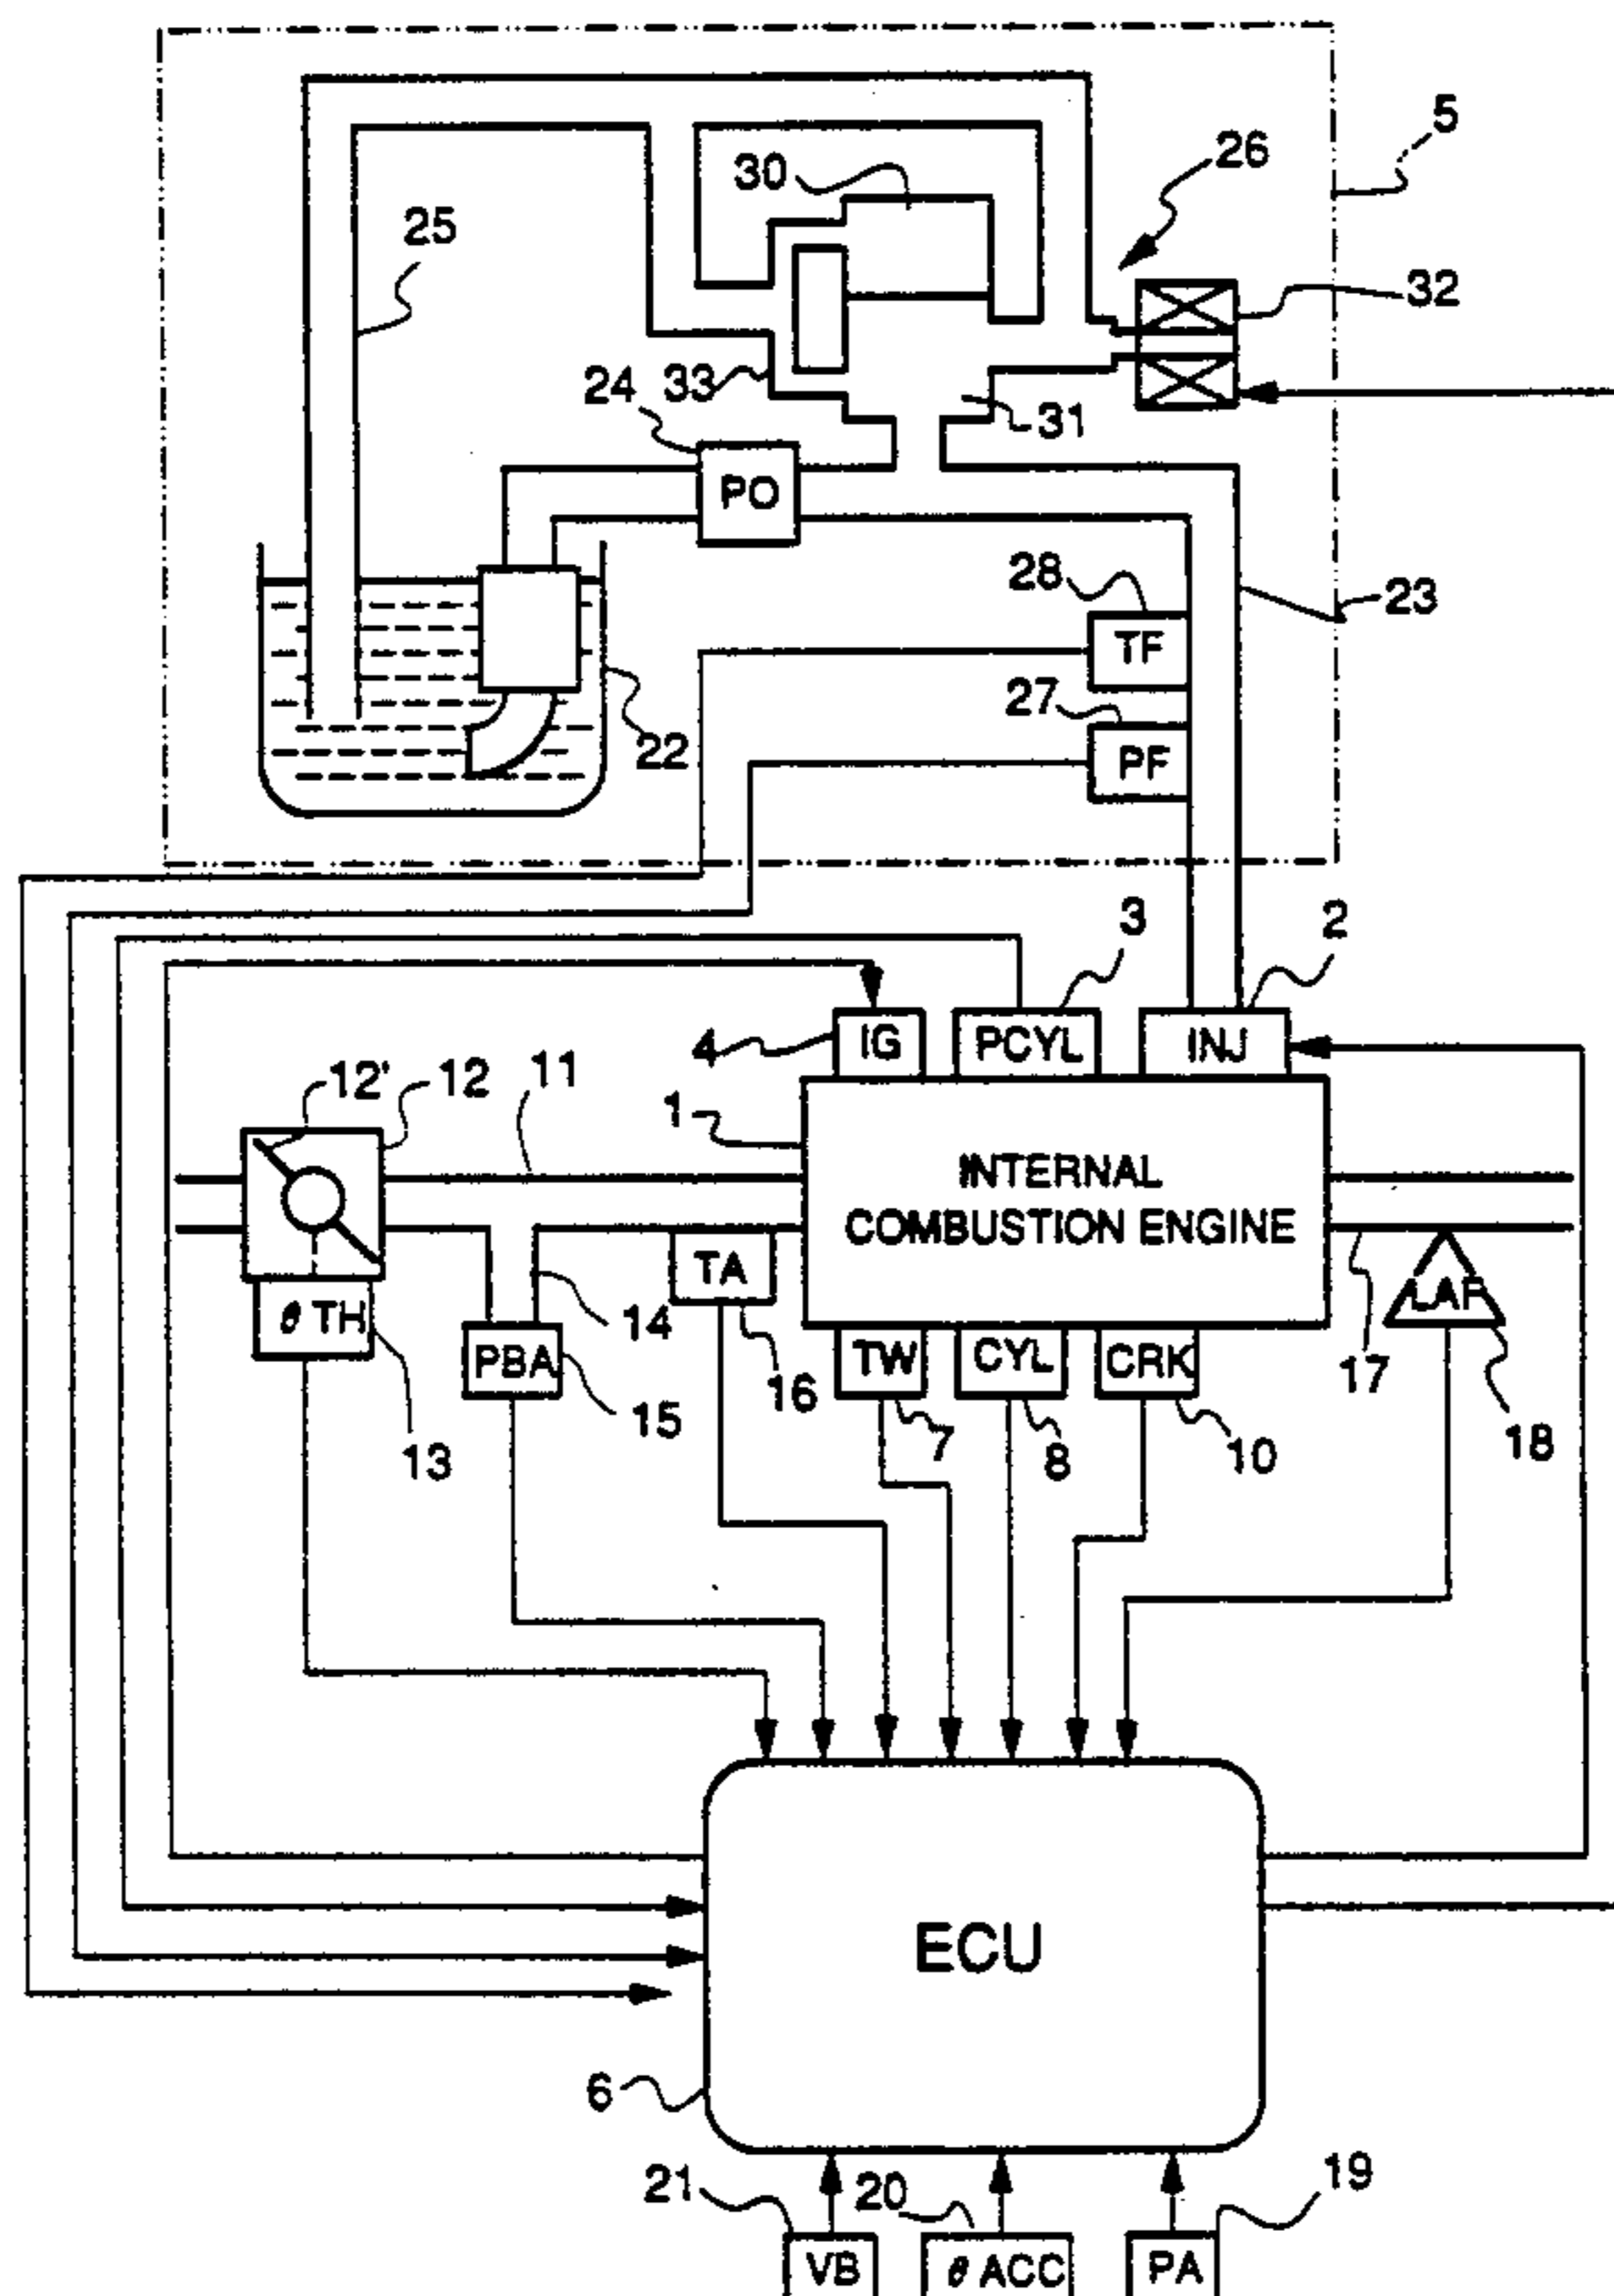 5
26
30
25
32
24
33
31
PO
28
23
TF
27
PF
22
3
2
4
IG
PCYL
INJ
12'
12
11
1
INTERNAL
COMBUSTION ENGINE
TA
θ TH
14
PBA
TW
CYL
CRK
LAF
16
17
15
13
7
8
10
18
ECU
6
21
20
19
VB
θ ACC
PA